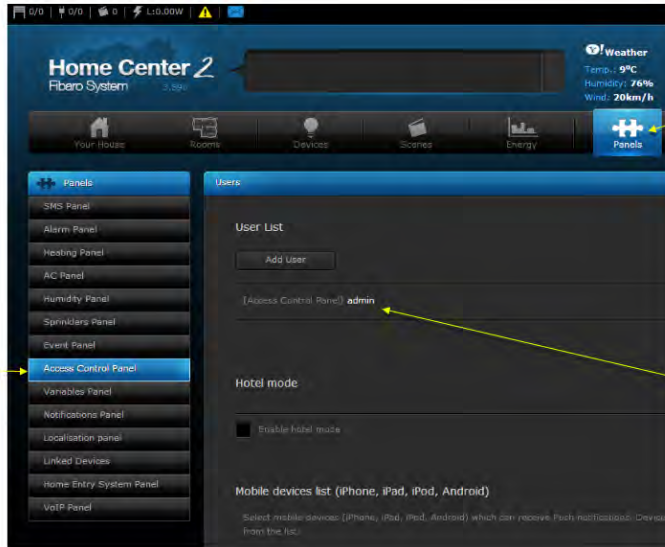 0/0 | 0/0 | 0 | L:0.00W
Home Center 2
Fibaro System
Y! Weather
Temp.: 9°C
Humidity: 76%
Wind: 20km/h
Your House
Rooms
Devices
Scenes
Energy
Panels
Panels
SMS Panel
Alarm Panel
Heating Panel
AC Panel
Humidity Panel
Sprinklers Panel
Event Panel
Access Control Panel
Variables Panel
Notifications Panel
Localisation panel
Linked Devices
Home Entry System Panel
VoIP Panel
Users
User List
Add User
[Access Control Panel] admin
Hotel mode
Enable hotel mode
Mobile devices list (iPhone, iPad, iPod, Android)
Select mobile devices (iPhone, iPad, iPod, Android) which can receive Push notifications.
from the list.